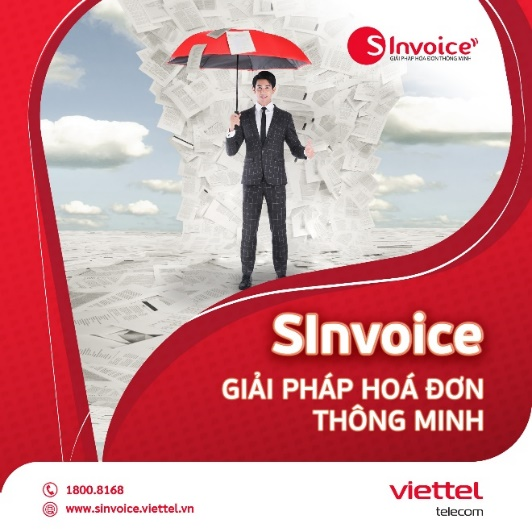 SInvoice
GIẢI PHÁP HOÁ ĐƠN THÔNG MINH
SInvoice
GIẢI PHÁP HOÁ ĐƠN
THÔNG MINH
1800.8168
www.sinvoice.viettel.vn
viettel
telecom